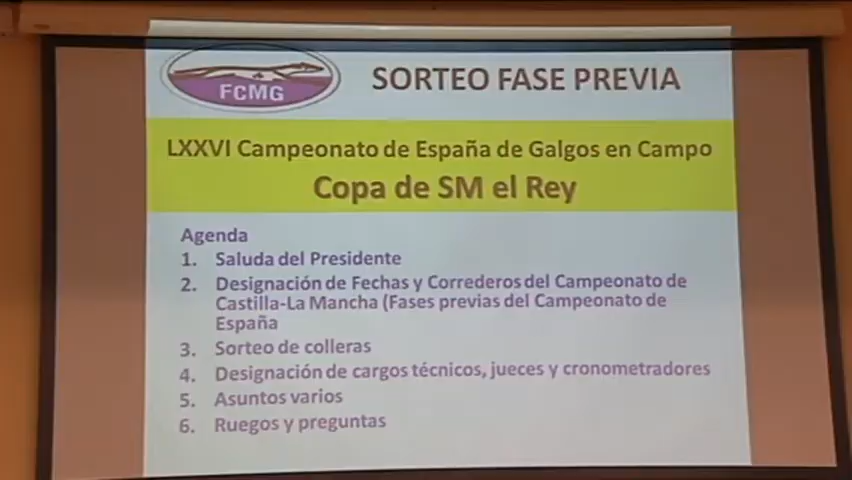 FCMG
SORTEO FASE PREVIA
LXXVI Campeonato de España de Galgos en Campo
Copa de SM el Rey
Agenda
1. Saluda del Presidente
2. Designación de Fechas y Correderos del Campeonato de
Castilla-La Mancha (Fases previas del Campeonato de
España
3. Sorteo de colleras
4. Designación de cargos técnicos, jueces y cronometradores
5. Asuntos varios
6. Ruegos y preguntas